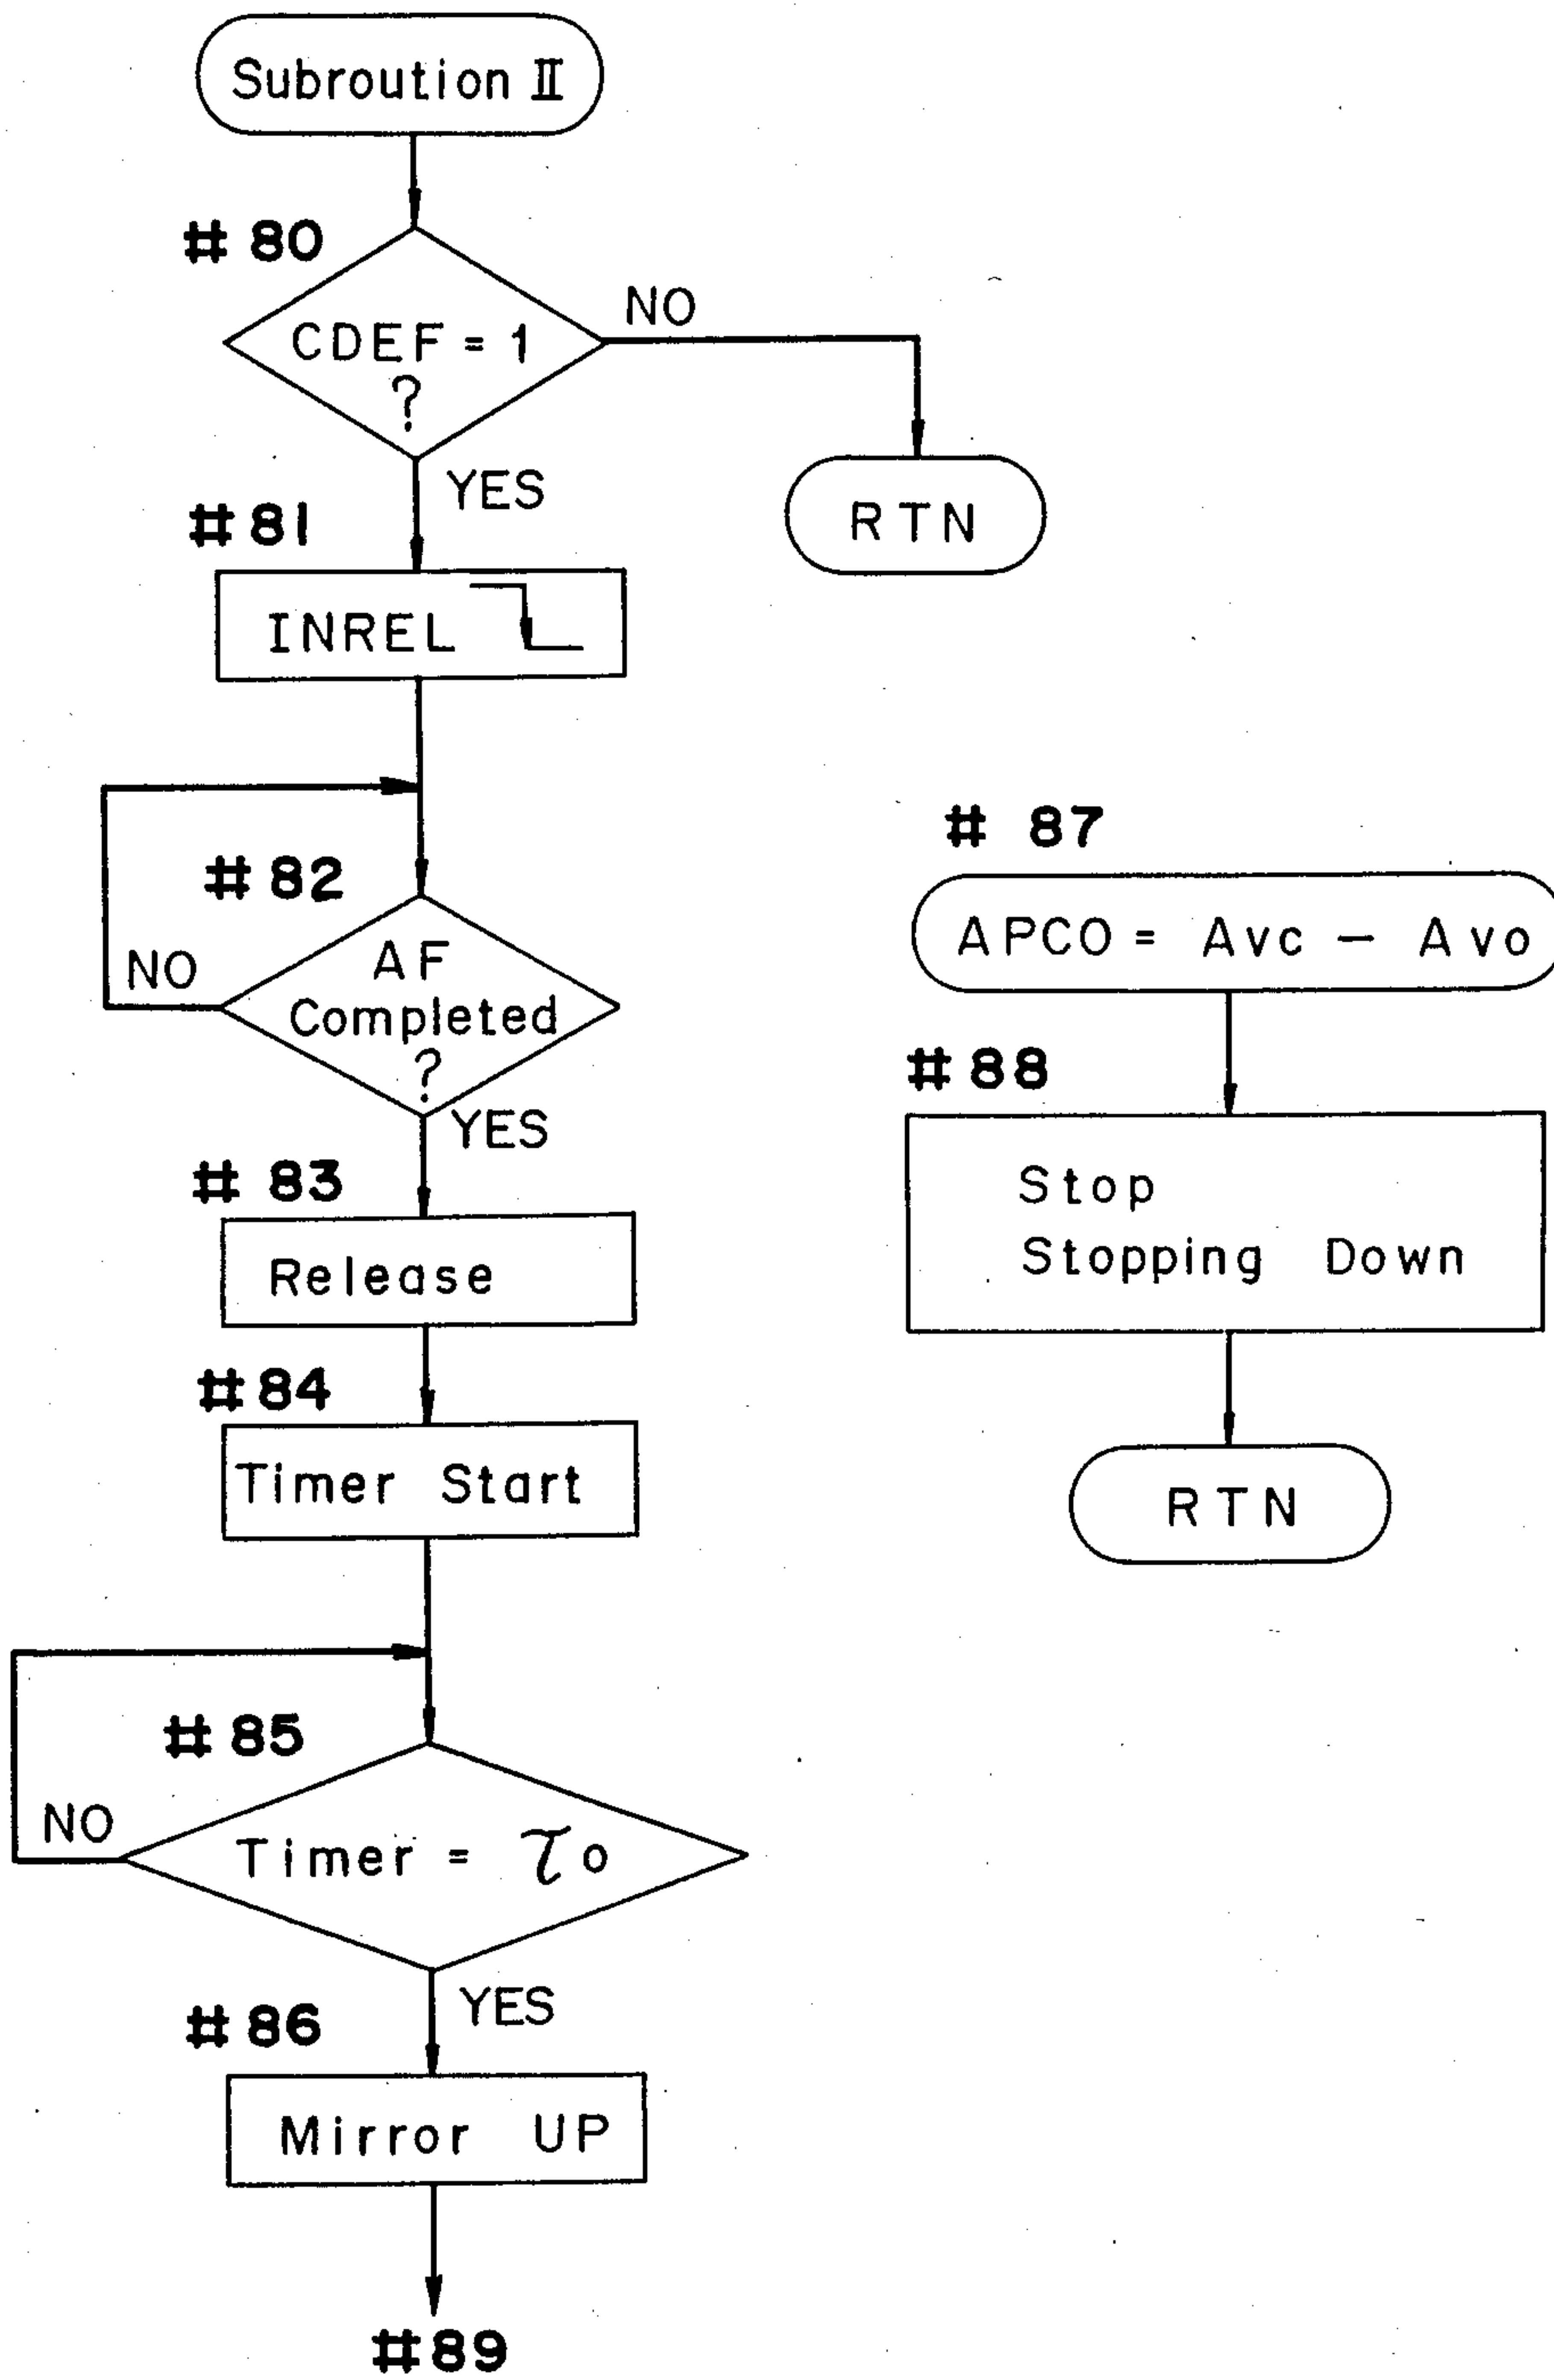 Subroution II
# 80
CDEF = 1
?
NO
RTN
YES
# 81
INREL
# 82
AF
Completed
?
NO
YES
# 83
Release
# 84
Timer Start
# 85
Timer = τo
NO
YES
# 86
Mirror UP
#89
# 87
APCO = Avc — Avo
# 88
Stop
Stopping Down
RTN